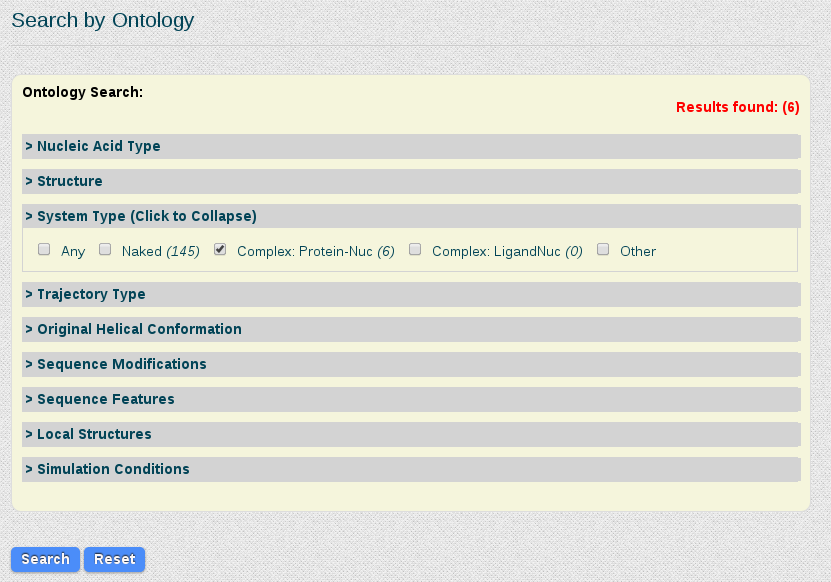 Search by Ontology
Ontology Search:
Results found: (6)
> Nucleic Acid Type
> Structure
> System Type (Click to Collapse)
Any Naked (145) Complex: Protein-Nuc (6) Complex: LigandNuc (0) Other
> Trajectory Type
> Original Helical Conformation
> Sequence Modifications
> Sequence Features
> Local Structures
> Simulation Conditions
Search Reset